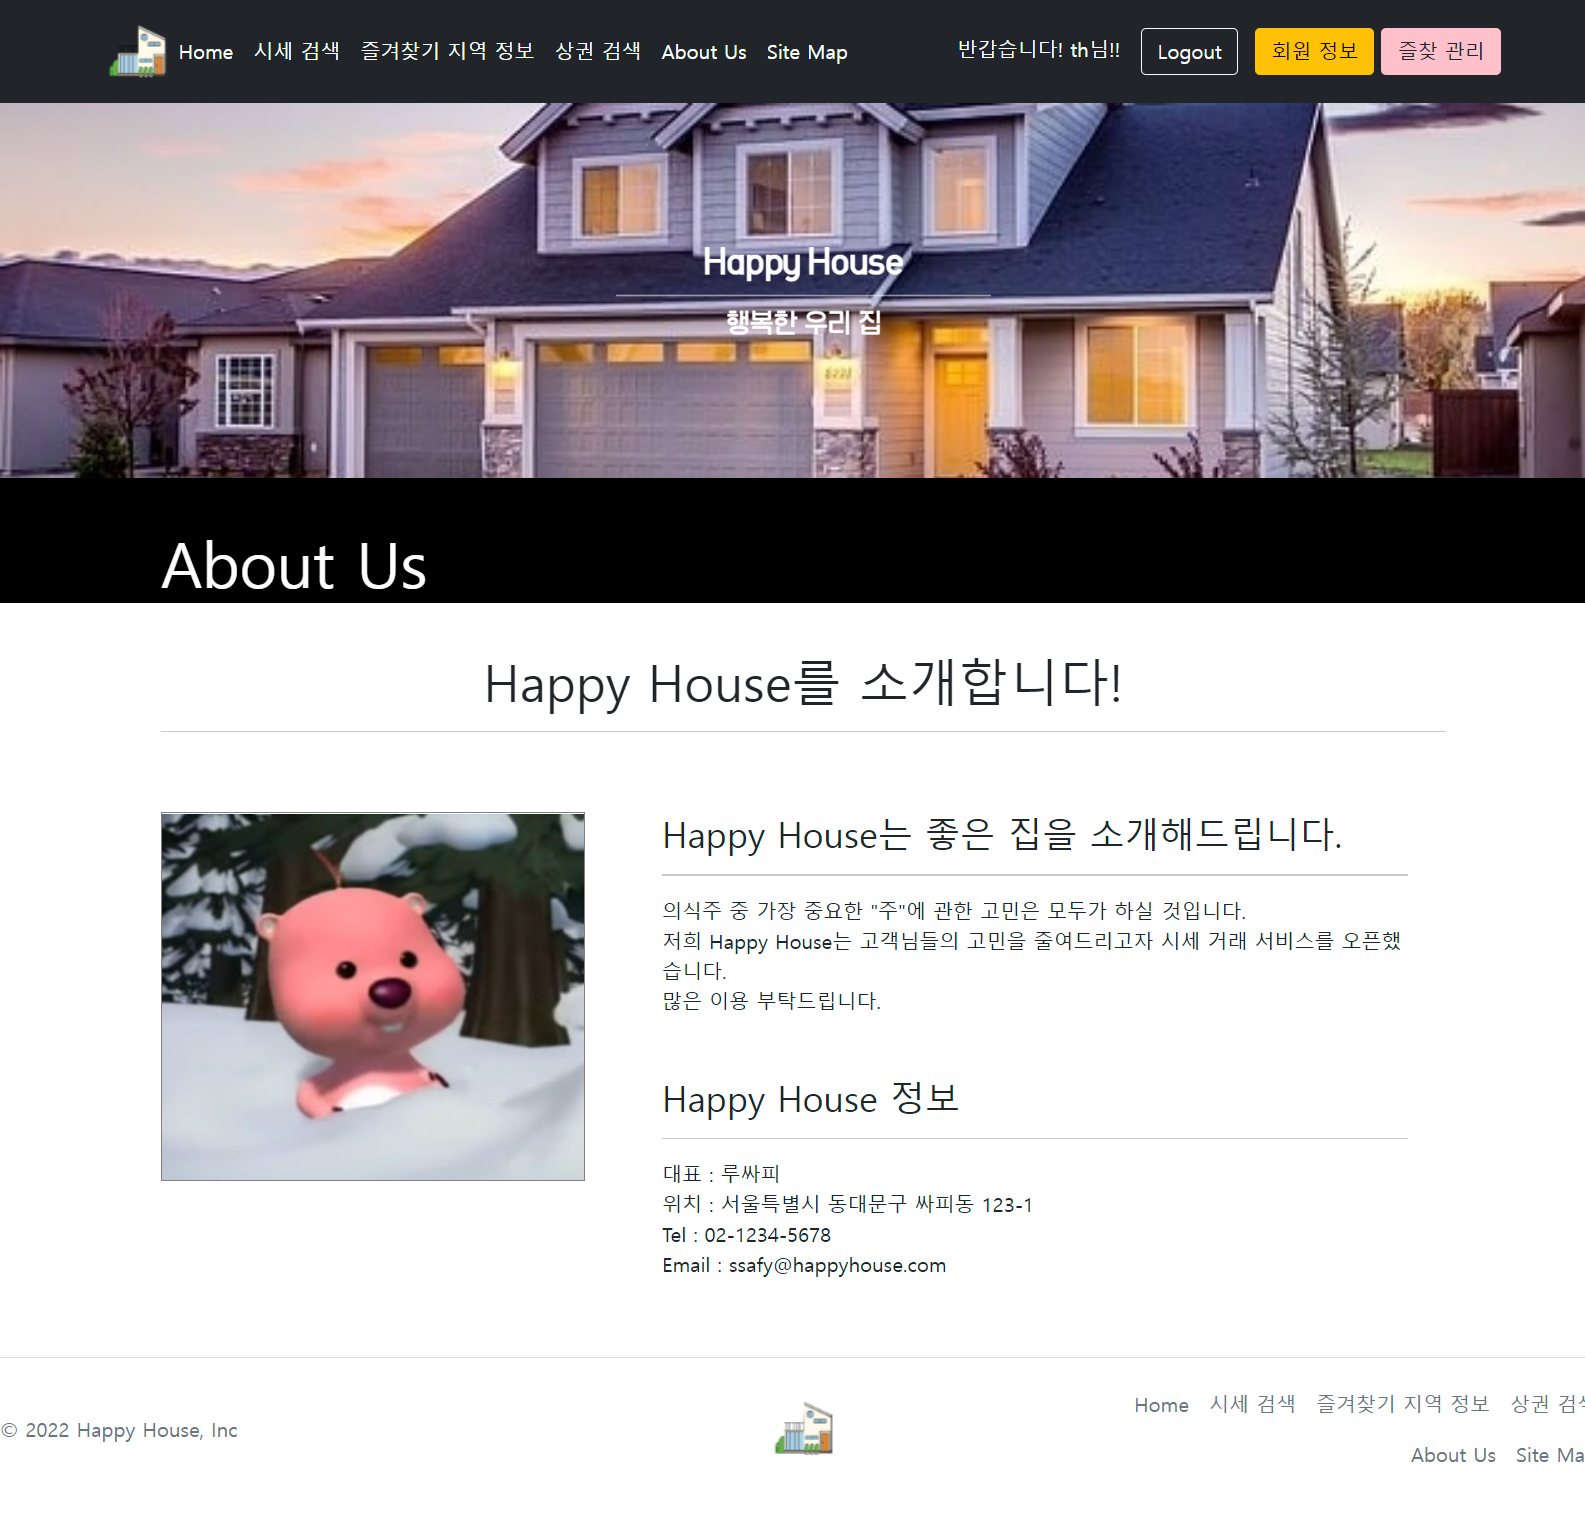 Home 시세 검색 즐겨찾기 지역 정보 상권 검색 About Us Site Map 반갑습니다! th님!! Logout 회원 정보 즐찾 관리
Happy House
행복한 우리 집
About Us
Happy House를 소개합니다!
Happy House는 좋은 집을 소개해드립니다.
의식주 중 가장 중요한 "주"에 관한 고민은 모두가 하실 것입니다.
저희 Happy House는 고객님들의 고민을 줄여드리고자 시세 거래 서비스를 오픈했
습니다.
많은 이용 부탁드립니다.
Happy House 정보
대표 : 루싸피
위치 : 서울특별시 동대문구 싸피동 123-1
Tel : 02-1234-5678
Email : ssafy@happyhouse.com
© 2022 Happy House, Inc
Home 시세 검색 즐겨찾기 지역 정보 상권 검색
About Us Site Ma